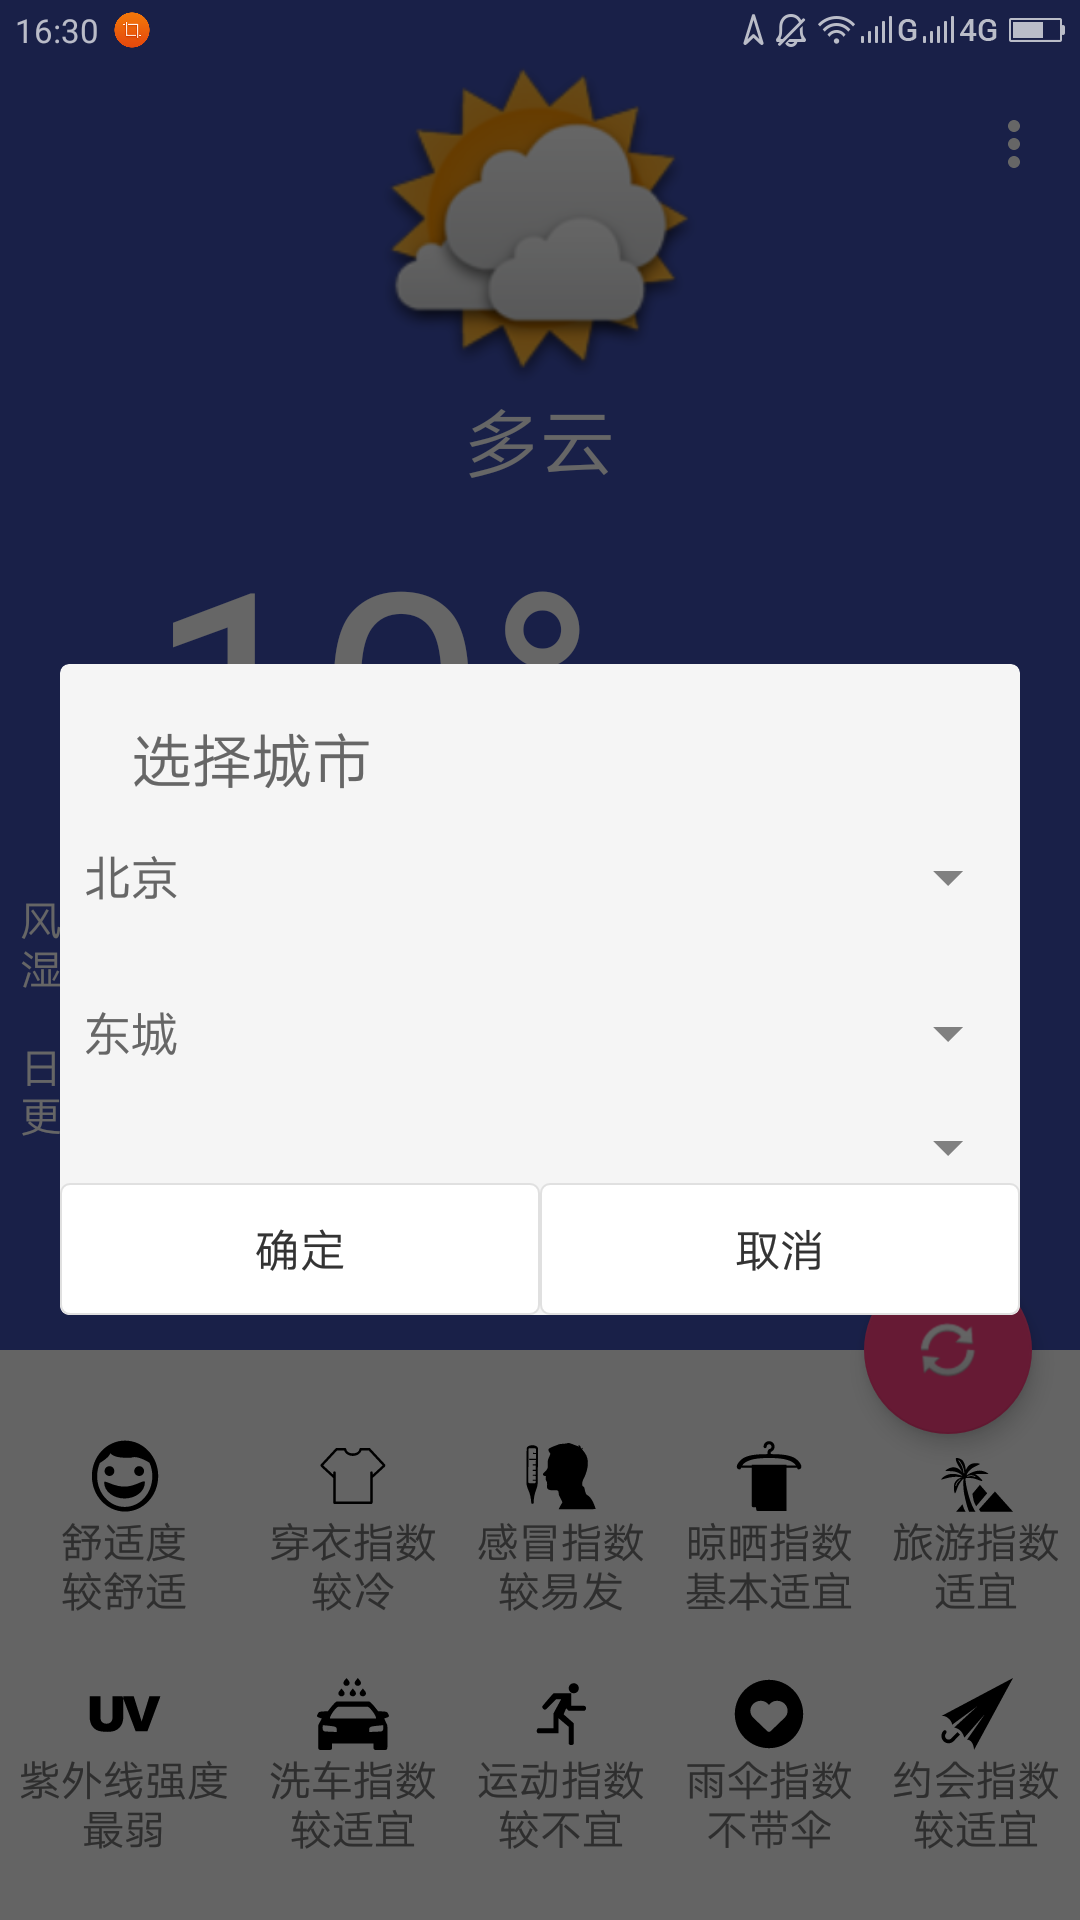 16:30
G 4G
多云
选择城市
北京
风
湿
东城
日
更
确定
取消
舒适度 穿衣指数 感冒指数 晾晒指数 旅游指数
较舒适 较冷 较易发 基本适宜 适宜
UV
紫外线强度 洗车指数 运动指数 雨伞指数 约会指数
最弱 较适宜 较不宜 不带伞 较适宜